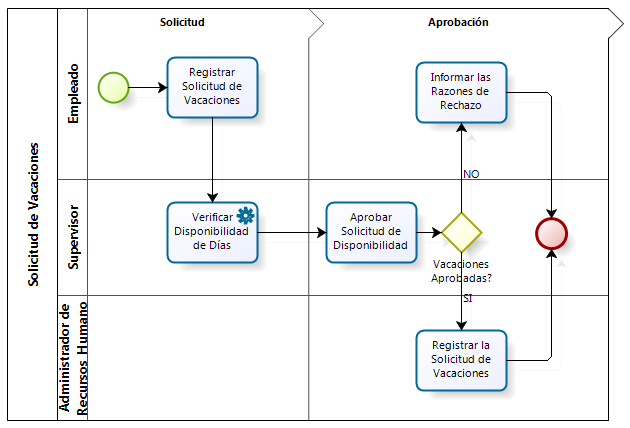 Solicitud
Aprobación
Solicitud de Vacaciones
Empleado
Registrar
Solicitud de
Vacaciones
Informar las
Razones de
Rechazo
NO
Supervisor
Verificar
Disponibilidad
de Días
Aprobar
Solicitud de
Disponibilidad
Vacaciones
Aprobadas?
SI
Administrador de
Recursos Humano
Registrar la
Solicitud de
Vacaciones